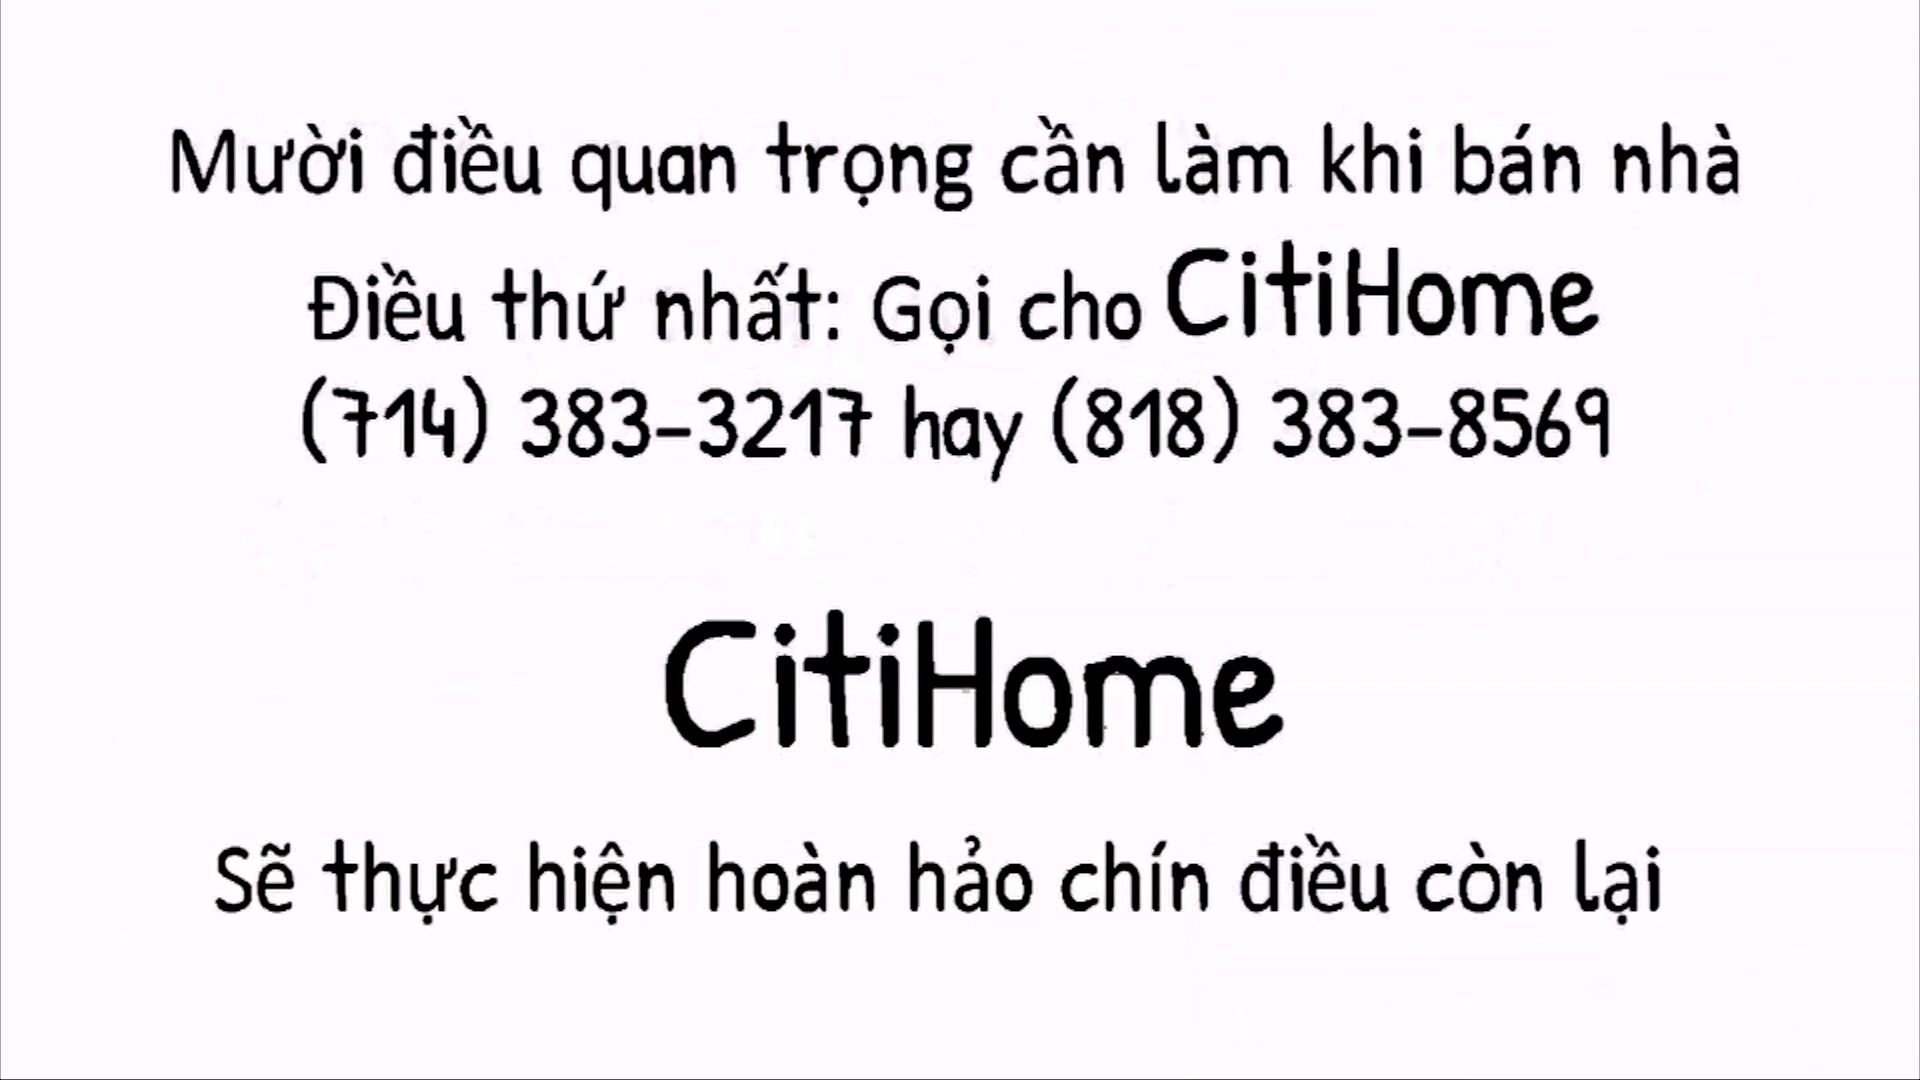 Mười điều quan trọng cần làm khi bán nhà
Điều thứ nhất: Gọi cho CitiHome
(714) 383-3217 hay (818) 383-8569
CitiHome
Sẽ thực hiện hoàn hảo chín điều còn lại